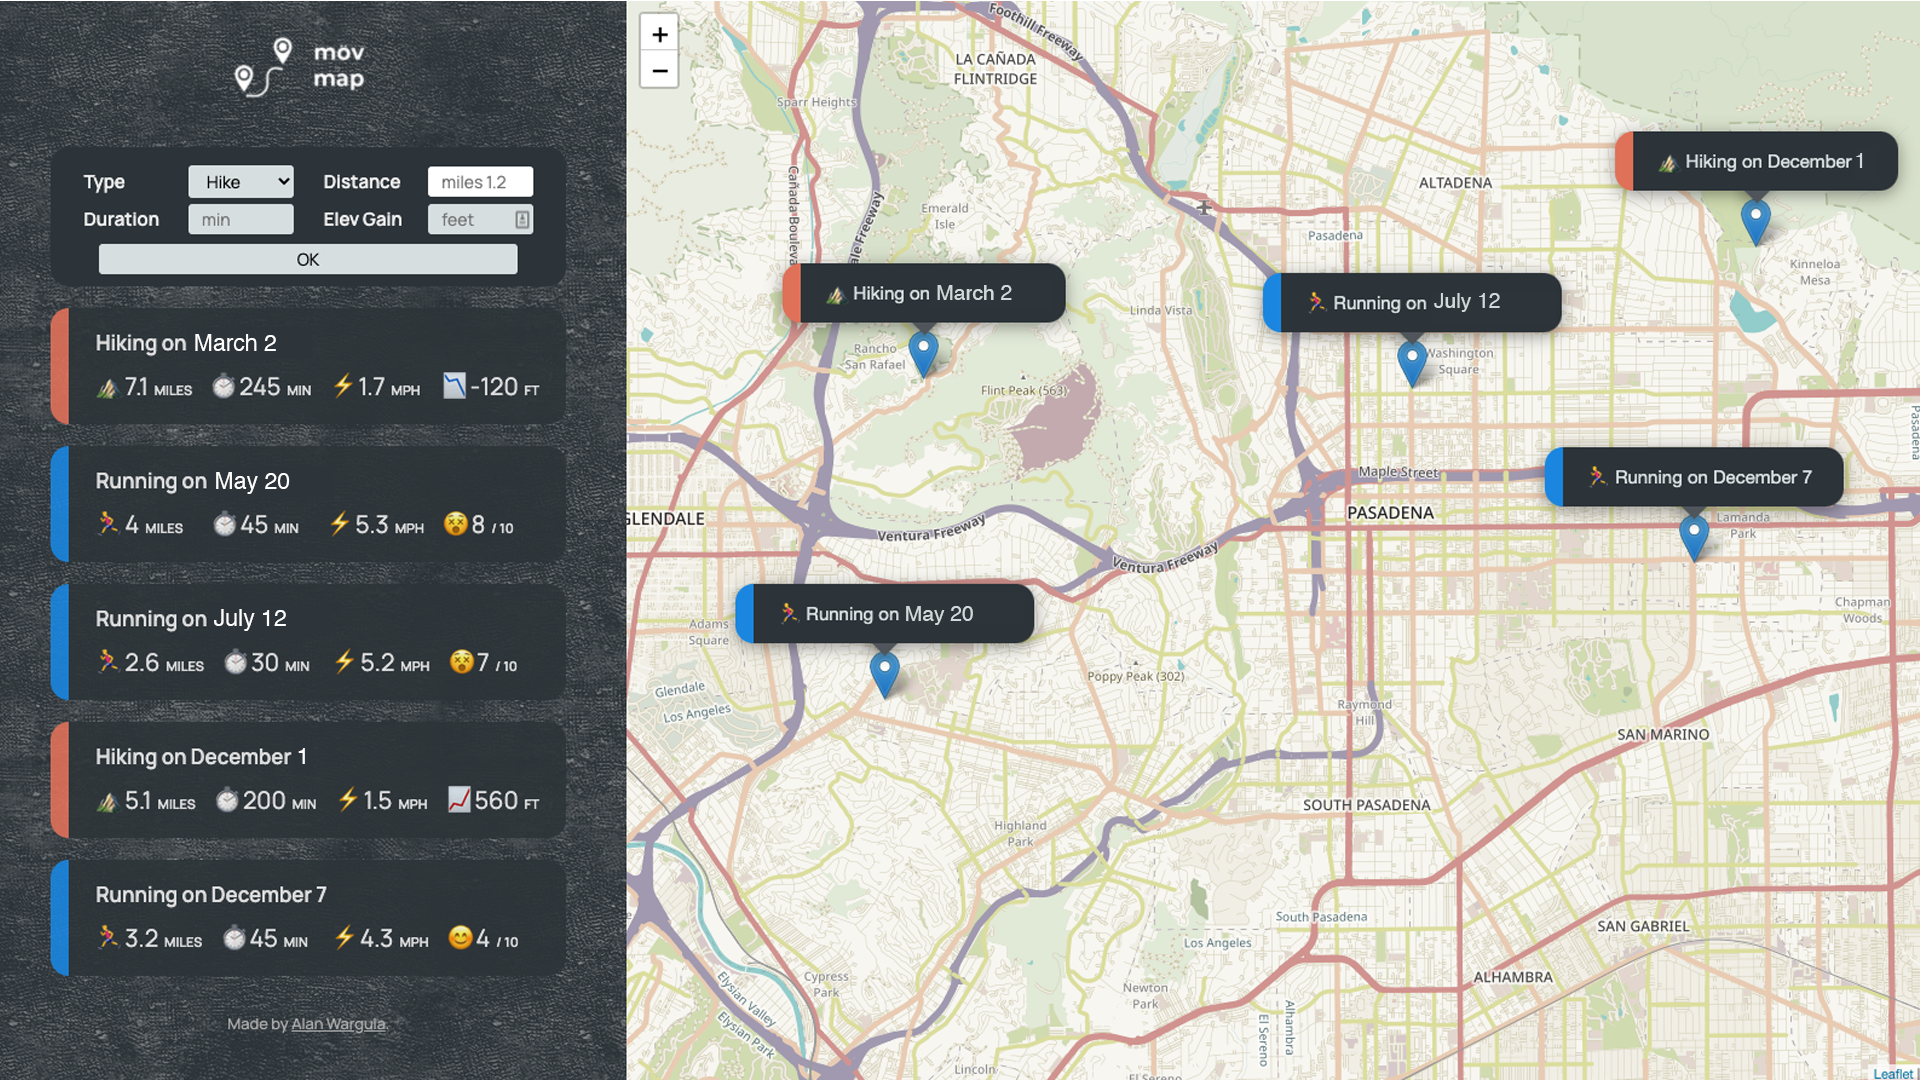 möv
map
Type Hike Distance miles 1.2
Duration min Elev Gain feet
OK
Hiking on March 2
7.1 MILES 245 MIN 1.7 MPH -120 FT
Running on May 20
4 MILES 45 MIN 5.3 MPH 8 / 10
Running on July 12
2.6 MILES 30 MIN 5.2 MPH 7 / 10
Hiking on December 1
5.1 MILES 200 MIN 1.5 MPH 560 FT
Running on December 7
3.2 MILES 45 MIN 4.3 MPH 4 / 10
Made by Alan Wargula.
+
−
Foothill Freeway
LA CAÑADA
FLINTRIDGE
Sparr Heights
Cañada Bouleva
ale Freeway
Emerald
Isle
ALTADENA
Hiking on December 1
Pasadena
Kinneloa
Mesa
Hiking on March 2
Linda Vista
Running on July 12
Rancho
San Rafael
Washington
Square
Flint Peak (563)
Pasadena
Maple Street
Running on December 7
GLENDALE
Ventura Freeway
PASADENA
Lamanda
Park
Ventura Freeway
Running on May 20
Adams
Square
Chapman
Woods
Poppy Peak (302)
Glendale
Los Angeles
Raymond
Hill
SAN MARINO
SOUTH PASADENA
Highland
Park
South Pasadena
Los Angeles
SAN GABRIEL
Cypress
Park
Newton
Park
ALHAMBRA
Elysian Valley
Elysian Park
El Sereno
Alhambra
Lincoln
El Sereno
Leaflet |